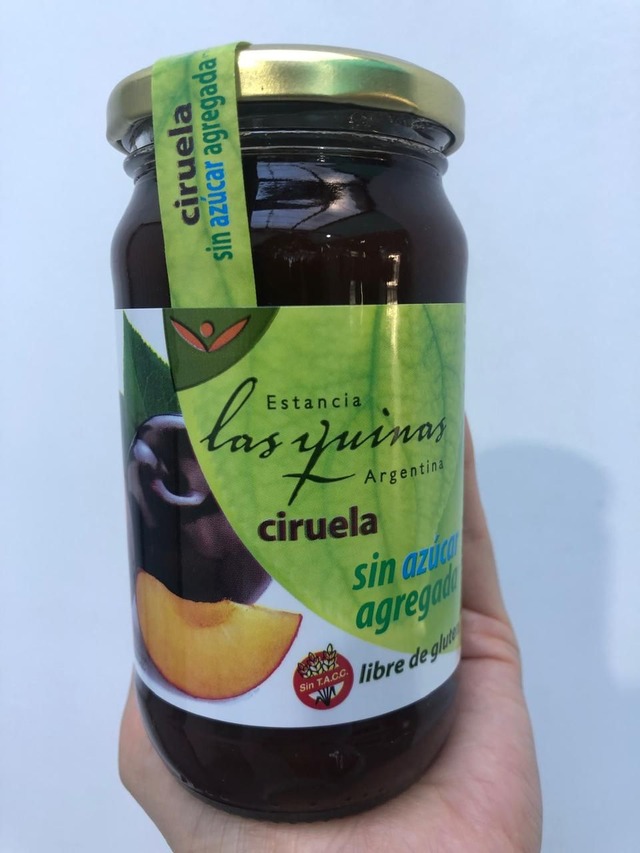 ciruela
sin azúcar agregada
Estancia
las quinas
Argentina
ciruela
sin azúcar
agregada
Sin T.A.C.C.
libre de gluten